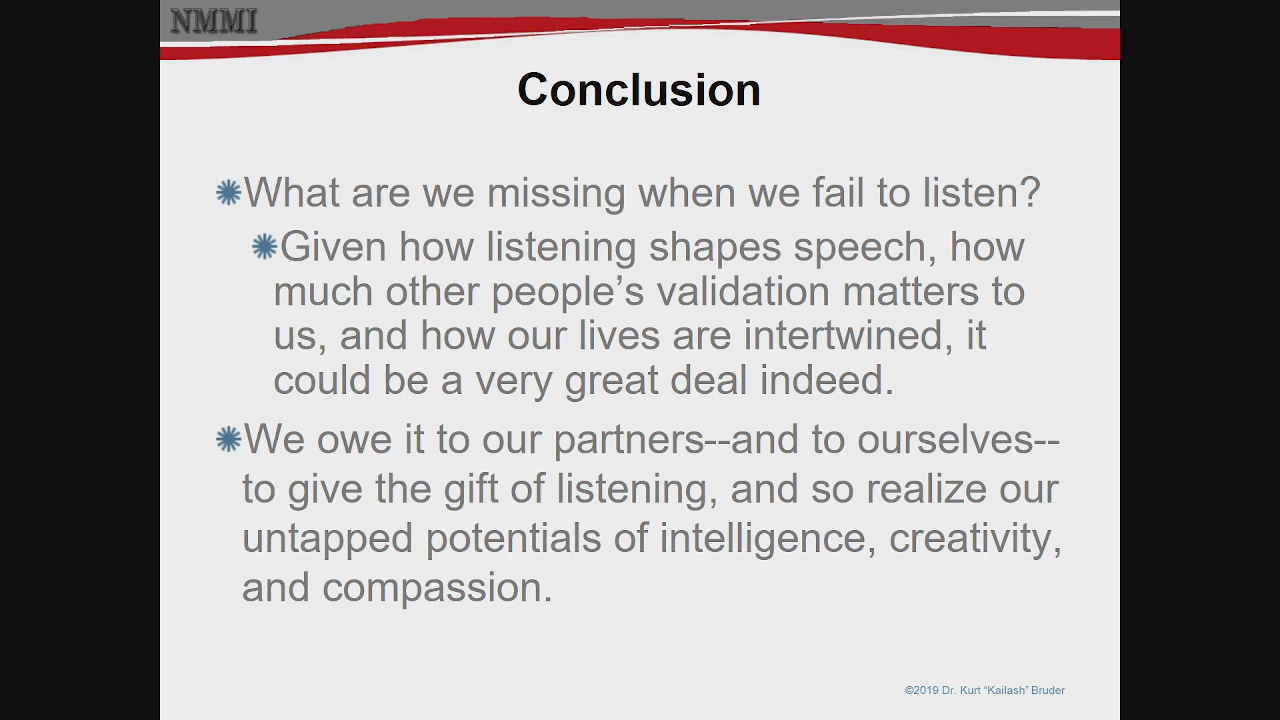 NMMI
Conclusion
What are we missing when we fail to listen?
Given how listening shapes speech, how
much other people’s validation matters to
us, and how our lives are intertwined, it
could be a very great deal indeed.
We owe it to our partners--and to ourselves--
to give the gift of listening, and so realize our
untapped potentials of intelligence, creativity,
and compassion.
©2019 Dr. Kurt “Kailash” Bruder